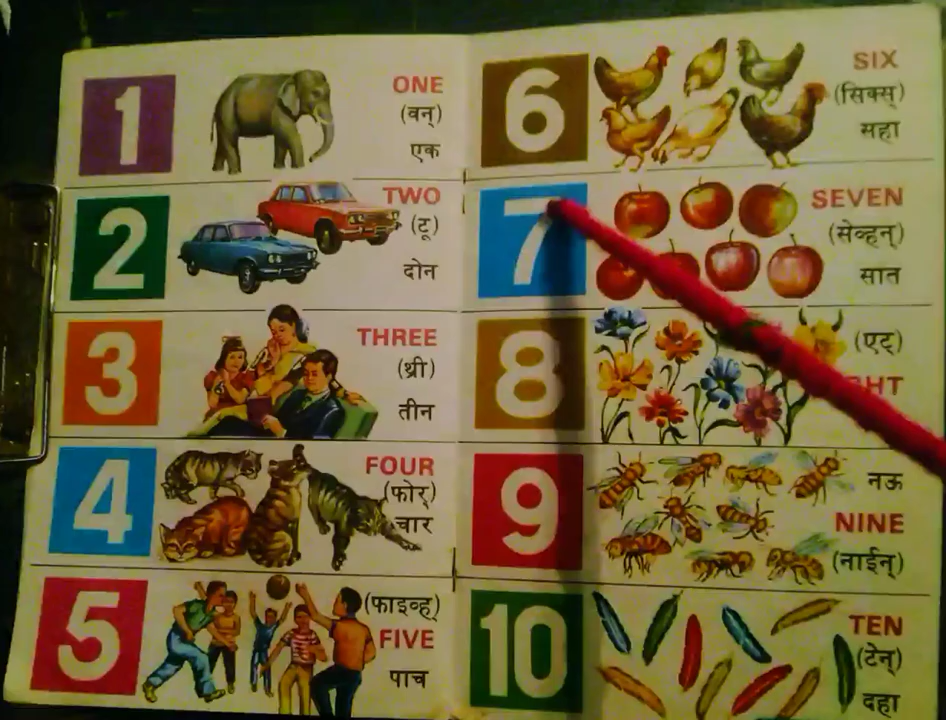 1
ONE
(वन्)
एक
2
TWO
(टू)
दोन
3
THREE
(थ्री)
तीन
4
FOUR
(फोर्)
चार
5
(फाइव्ह्)
FIVE
पाच
6
SIX
(सिक्स्)
सहा
7
SEVEN
(सेव्हन्)
सात
8
(एट्)
9
नऊ
NINE
(नाईन्)
10
TEN
(टेन्)
दहा